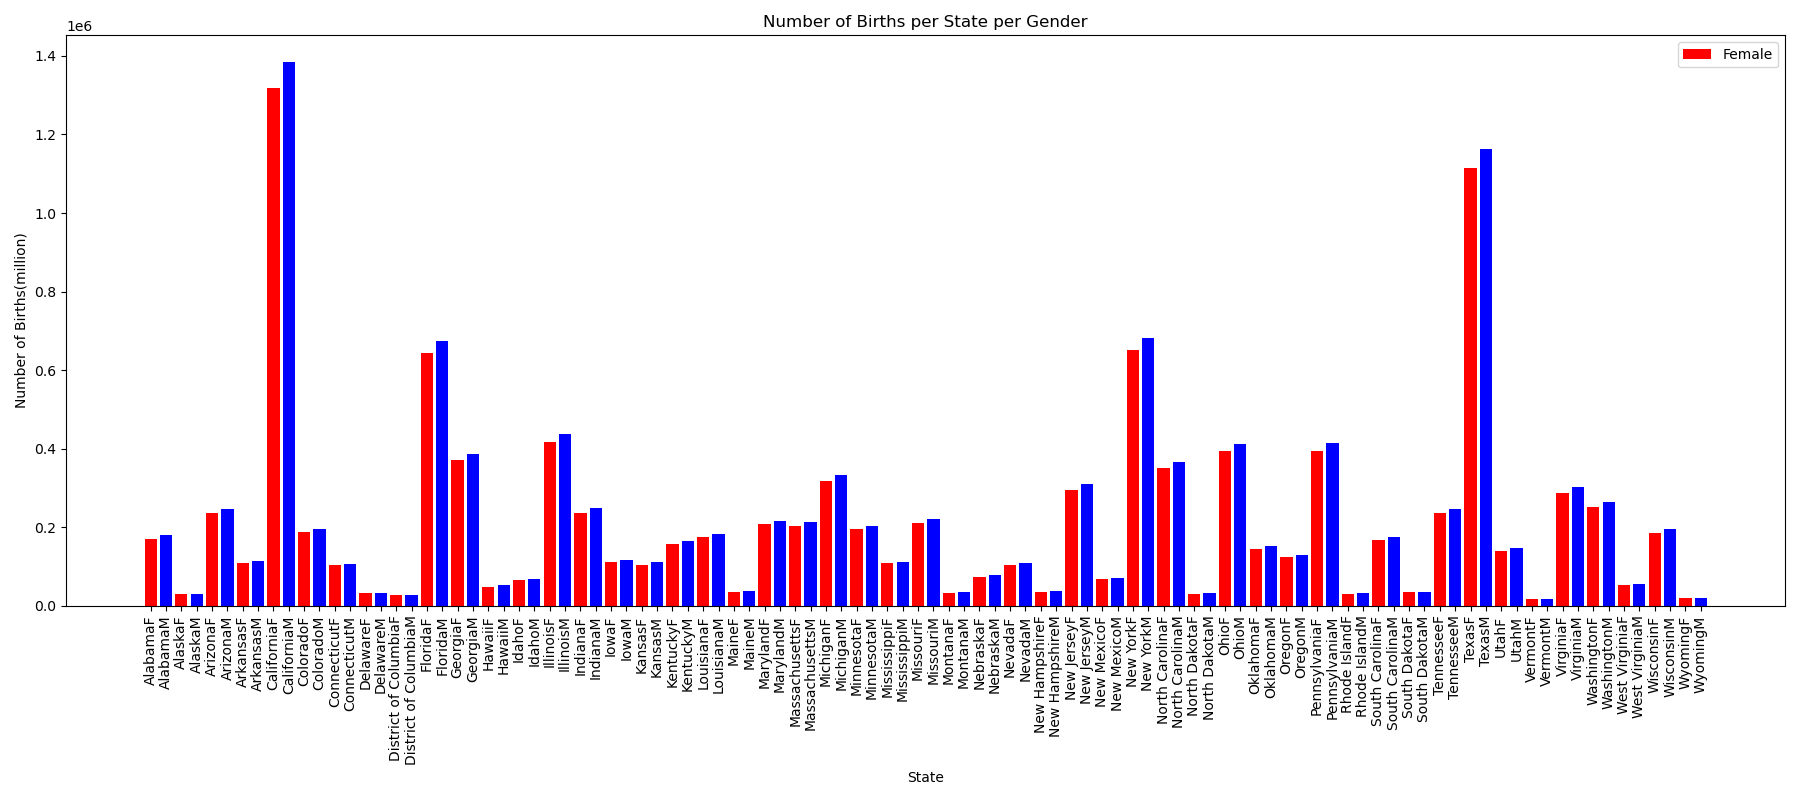 Number of Births per State per Gender
1e6
Female
1.4
1.2
1.0
0.8
0.6
0.4
0.2
0.0
Number of Births(million)
AlabamaF
AlabamaM
AlaskaF
AlaskaM
ArizonaF
ArizonaM
ArkansasF
ArkansasM
CaliforniaF
CaliforniaM
ColoradoF
ColoradoM
ConnecticutF
ConnecticutM
DelawareF
DelawareM
District of ColumbiaF
District of ColumbiaM
FloridaF
FloridaM
GeorgiaF
GeorgiaM
HawaiiF
HawaiiM
IdahoF
IdahoM
IllinoisF
IllinoisM
IndianaF
IndianaM
IowaF
IowaM
KansasF
KansasM
KentuckyF
KentuckyM
LouisianaF
LouisianaM
MaineF
MaineM
MarylandF
MarylandM
MassachusettsF
MassachusettsM
MichiganF
MichiganM
MinnesotaF
MinnesotaM
MississippiF
MississippiM
MissouriF
MissouriM
MontanaF
MontanaM
NebraskaF
NebraskaM
NevadaF
NevadaM
New HampshireF
New HampshireM
New JerseyF
New JerseyM
New MexicoF
New MexicoM
New YorkF
New YorkM
North CarolinaF
North CarolinaM
North DakotaF
North DakotaM
OhioF
OhioM
OklahomaF
OklahomaM
OregonF
OregonM
PennsylvaniaF
PennsylvaniaM
Rhode IslandF
Rhode IslandM
South CarolinaF
South CarolinaM
South DakotaF
South DakotaM
TennesseeF
TennesseeM
TexasF
TexasM
UtahF
UtahM
VermontF
VermontM
VirginiaF
VirginiaM
WashingtonF
WashingtonM
West VirginiaF
West VirginiaM
WisconsinF
WisconsinM
WyomingF
WyomingM
State